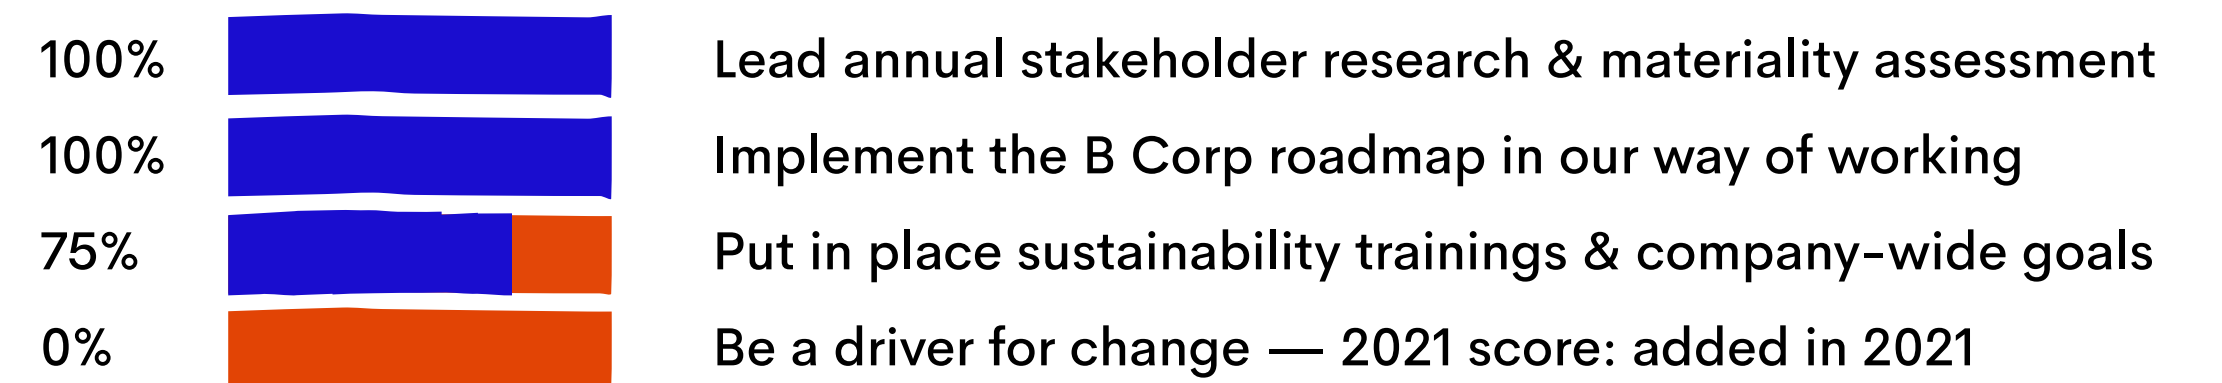 100% Lead annual stakeholder research & materiality assessment
100% Implement the B Corp roadmap in our way of working
75% Put in place sustainability trainings & company-wide goals
0% Be a driver for change — 2021 score: added in 2021